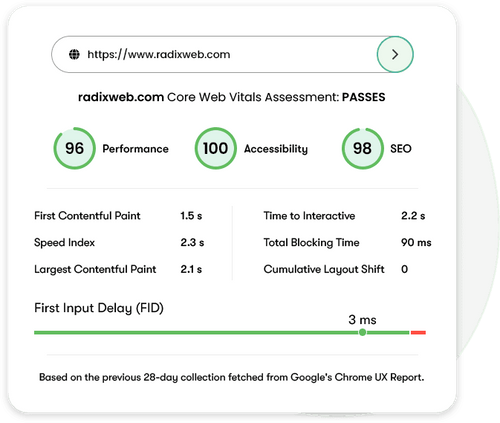 https://www.radixweb.com
radixweb.com Core Web Vitals Assessment: PASSES
96 Performance 100 Accessibility 98 SEO
First Contentful Paint 1.5 s Time to Interactive 2.2 s
Speed Index 2.3 s Total Blocking Time 90 ms
Largest Contentful Paint 2.1 s Cumulative Layout Shift 0
First Input Delay (FID)
3 ms
Based on the previous 28-day collection fetched from Google's Chrome UX Report.